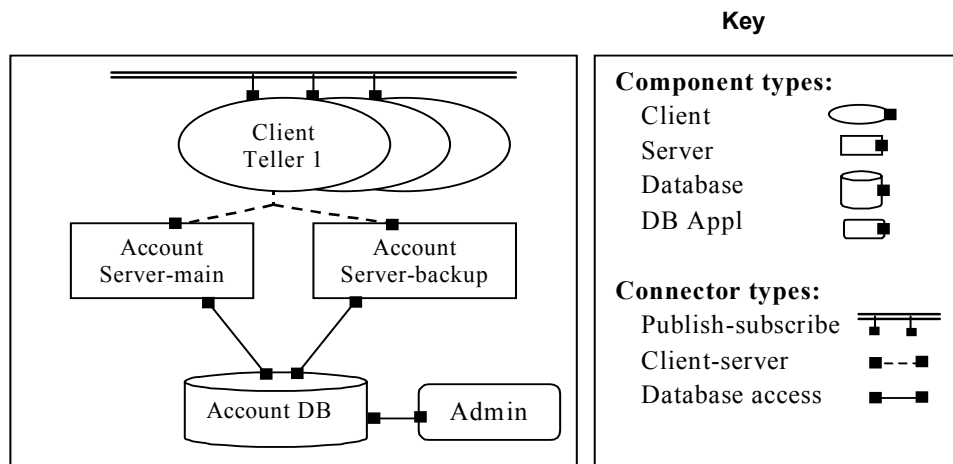 Key
Client
Teller 1
Account
Server-main
Account
Server-backup
Account DB
Admin
Component types:
Client
Server
Database
DB Appl
Connector types:
Publish-subscribe
Client-server
Database access